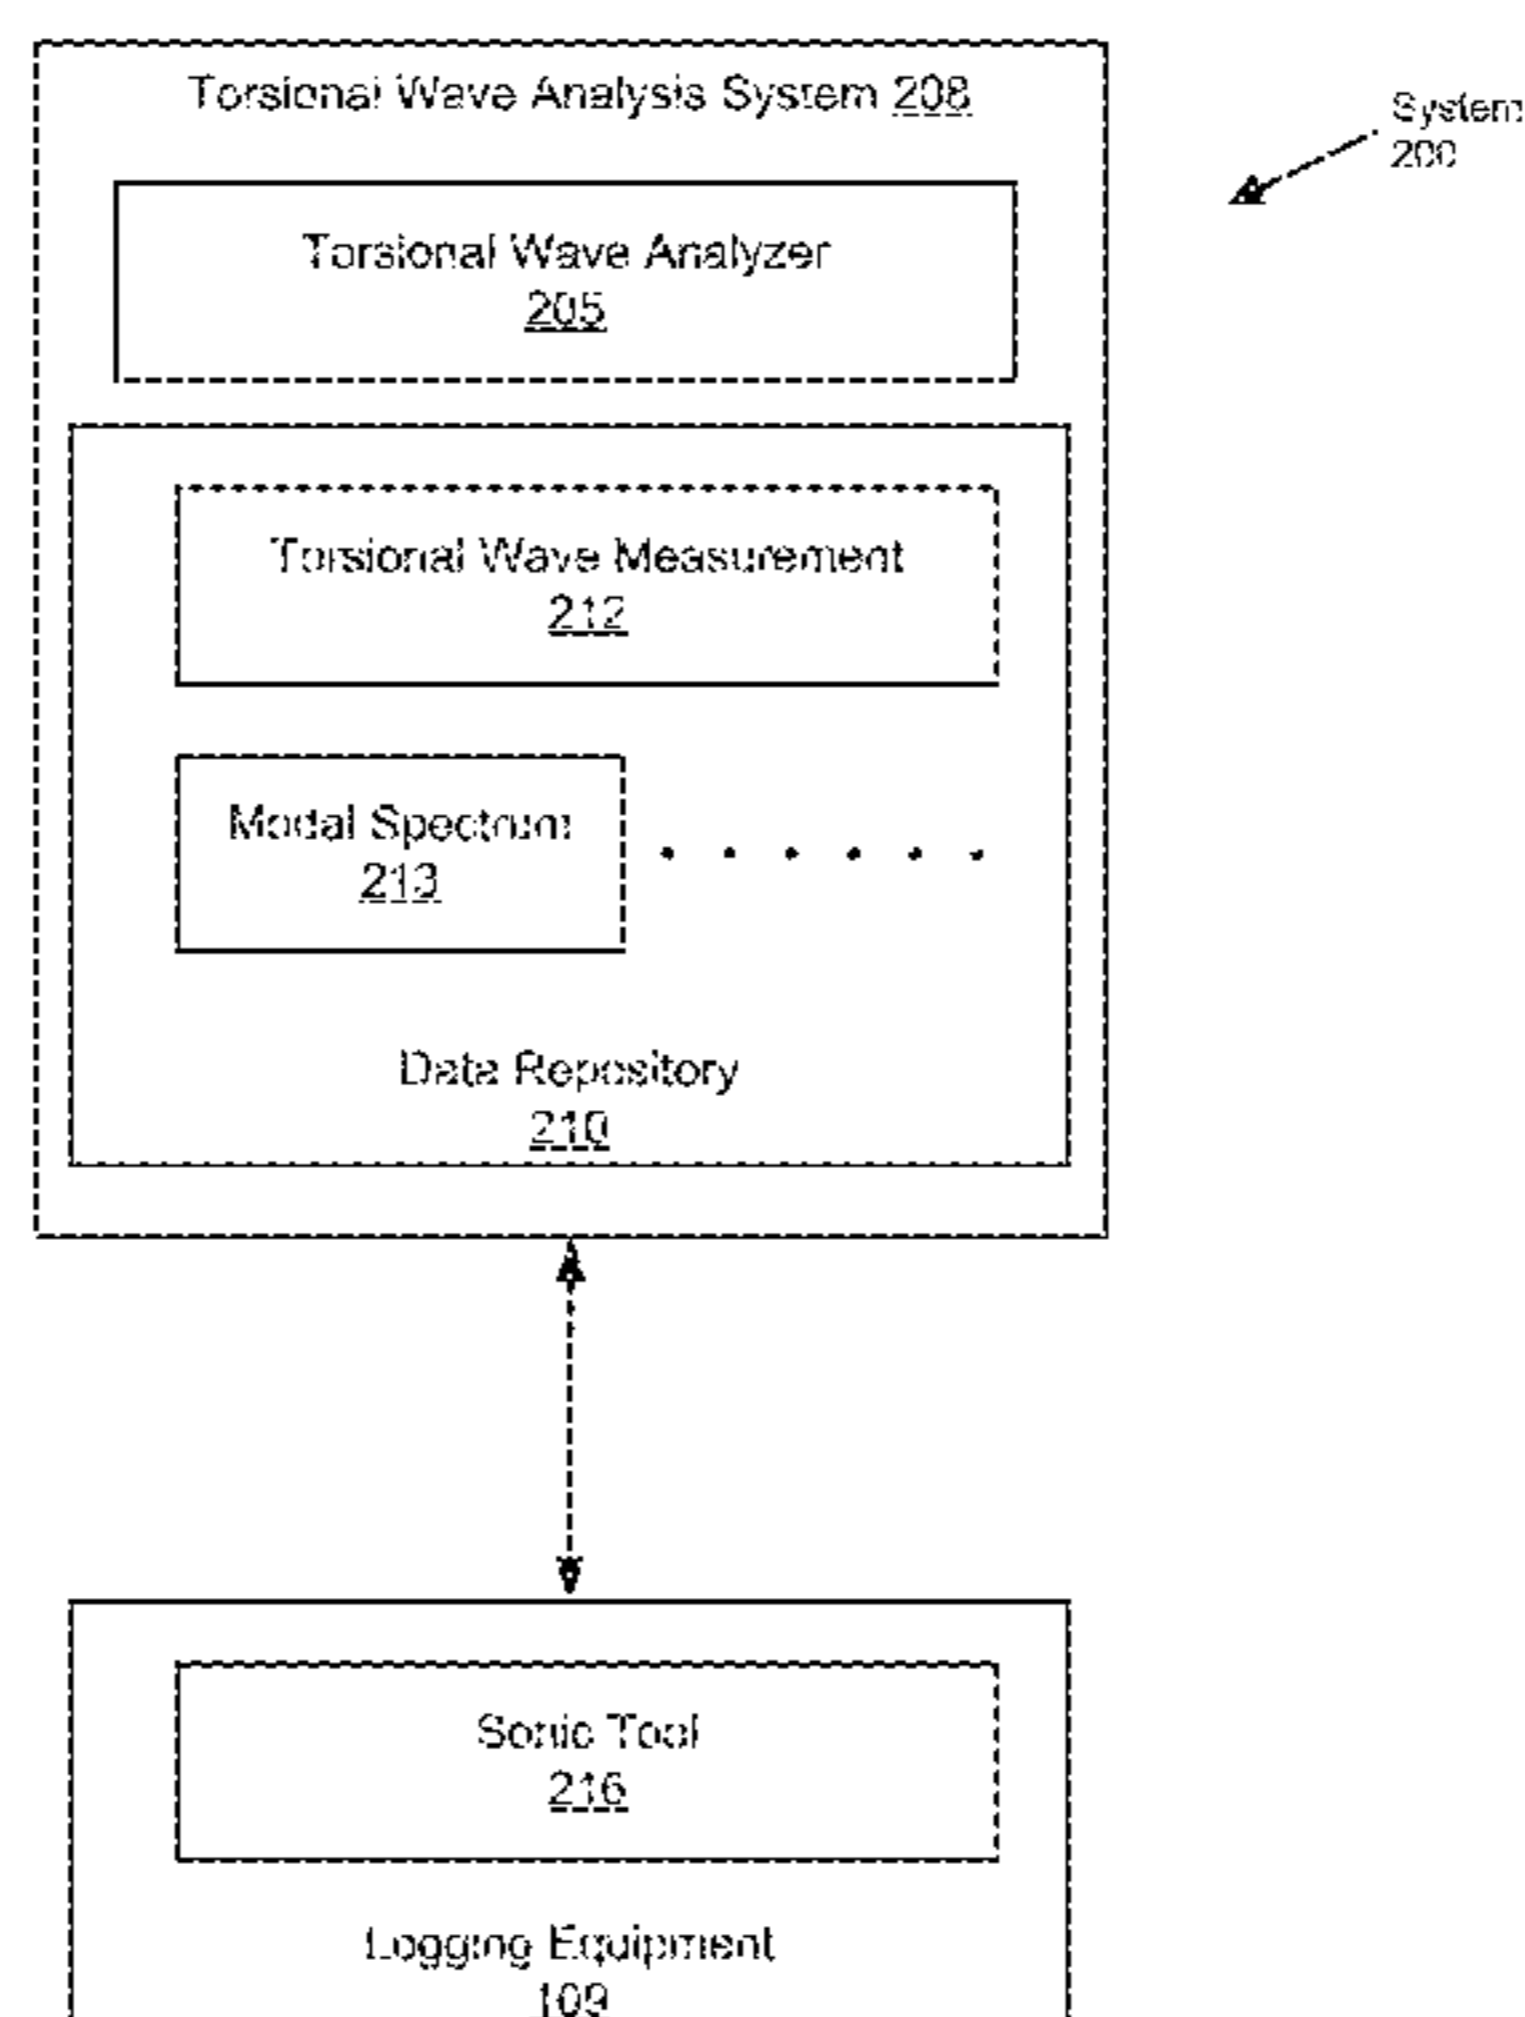 Torsional Wave Analysis System 208
System
200
Torsional Wave Analyzer
205
Torsional Wave Measurement
212
Modal Spectrum
213
Data Repository
210
Sonic Tool
216
Logging Equipment
109